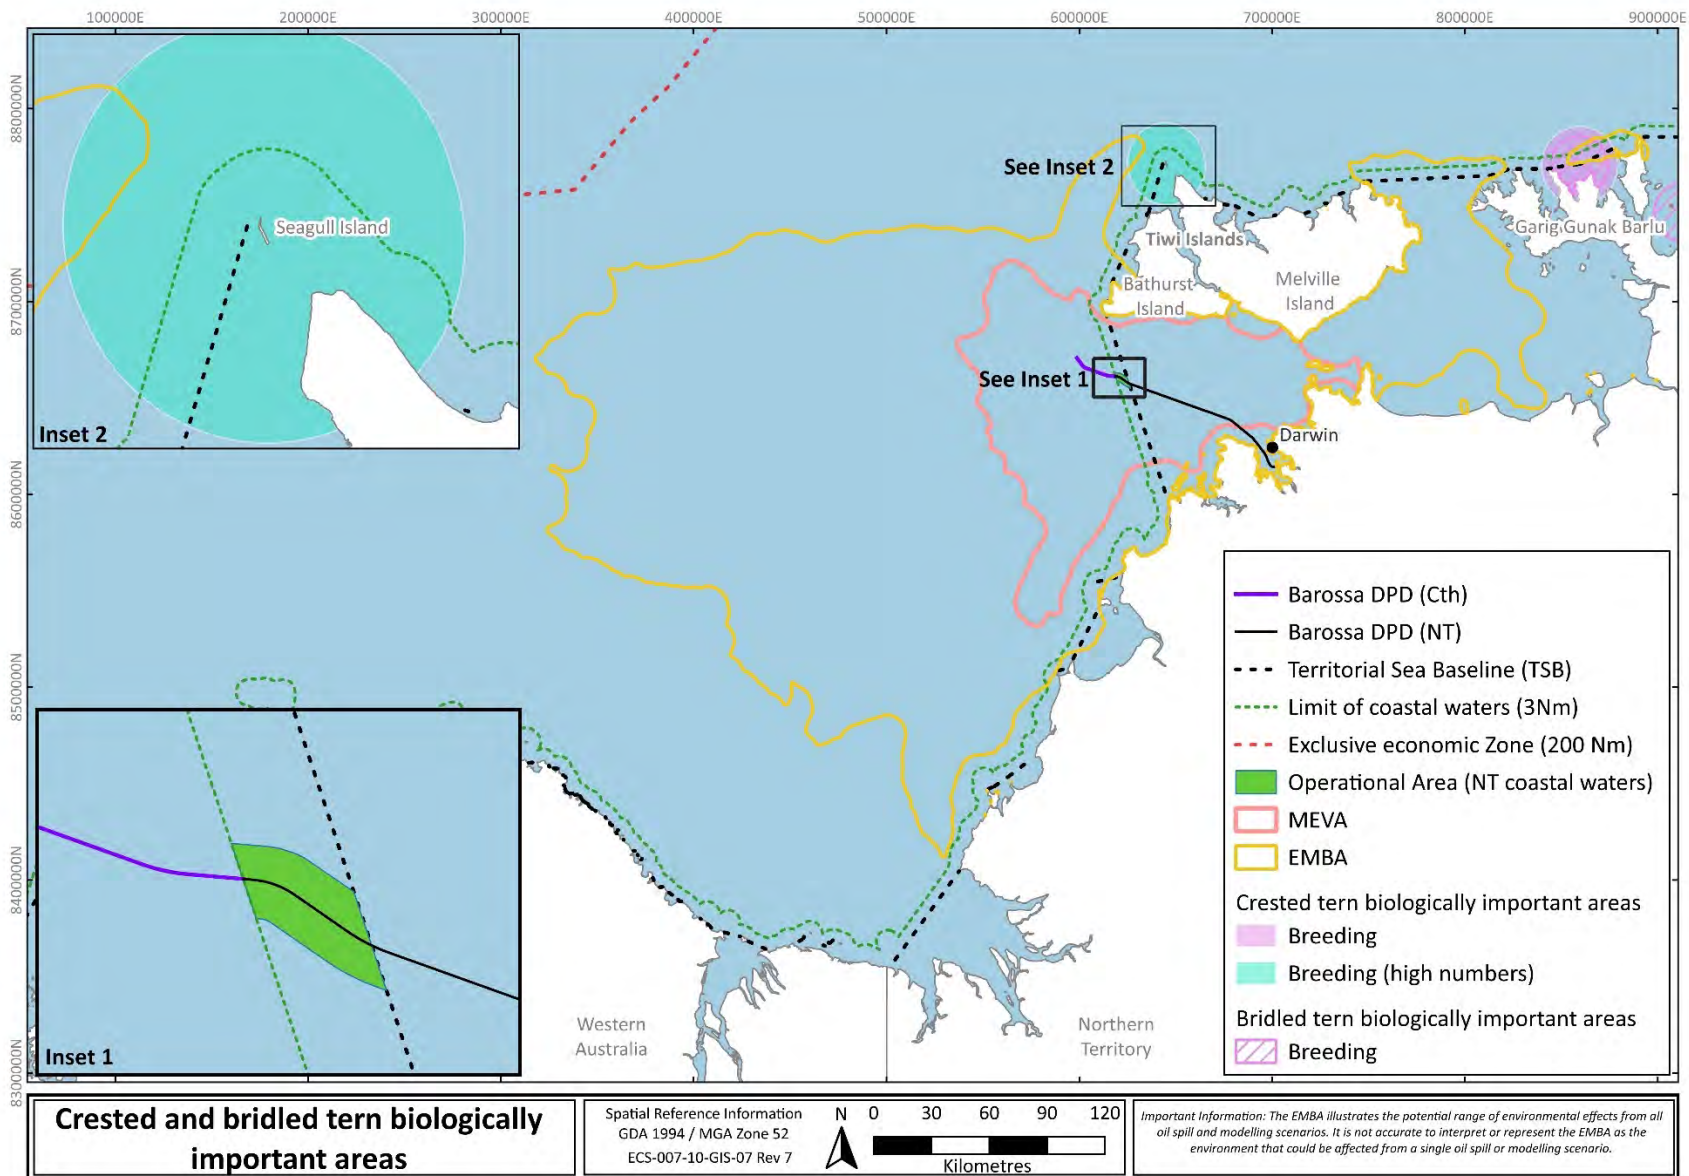 100000E 200000E 300000E 400000E 500000E 600000E 700000E 800000E 900000E
8800000N
8700000N
8600000N
8500000N
8400000N
8300000N
Seagull Island
Inset 2
See Inset 2
Tiwi Islands
Bathurst
Island
Melville
Island
Garig Gunak Barlu
See Inset 1
Darwin
Inset 1
Western
Australia
Northern
Territory
Barossa DPD (Cth)
Barossa DPD (NT)
Territorial Sea Baseline (TSB)
Limit of coastal waters (3Nm)
Exclusive economic Zone (200 Nm)
Operational Area (NT coastal waters)
MEVA
EMBA
Crested tern biologically important areas
Breeding
Breeding (high numbers)
Bridled tern biologically important areas
Breeding
Crested and bridled tern biologically
important areas
Spatial Reference Information
GDA 1994 / MGA Zone 52
ECS-007-10-GIS-07 Rev 7
N
0 30 60 90 120
Kilometres
Important Information: The EMBA illustrates the potential range of environmental effects from all
oil spill and modelling scenarios. It is not accurate to interpret or represent the EMBA as the
environment that could be affected from a single oil spill or modelling scenario.